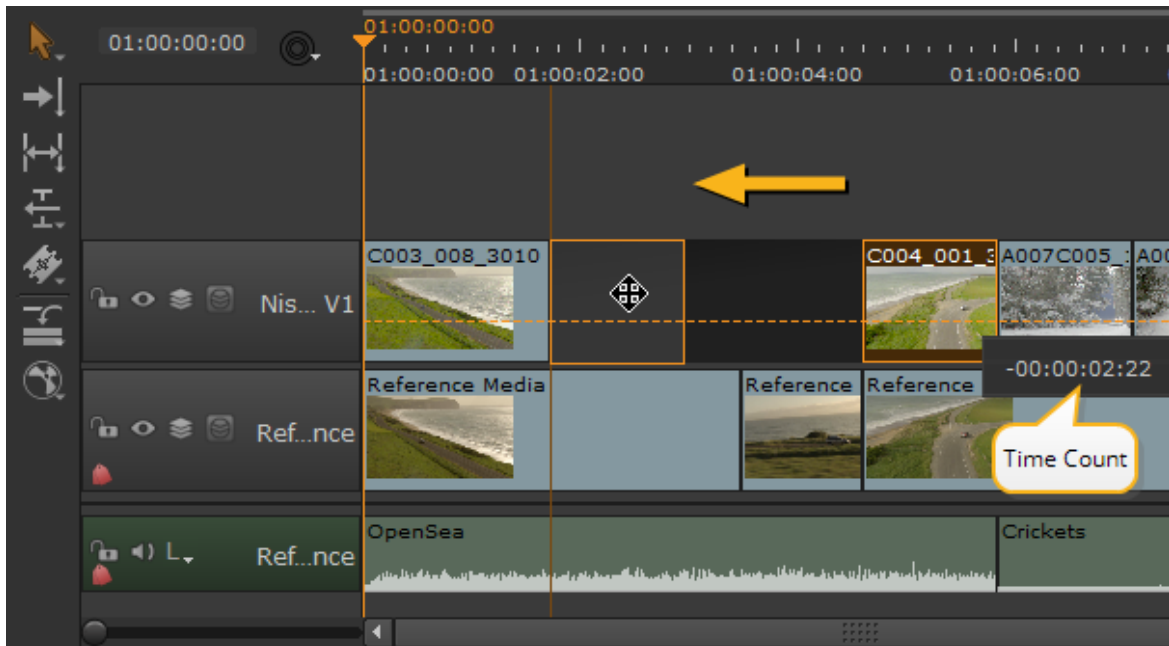 01:00:00:00
01:00:00:00
01:00:00:00 01:00:02:00 01:00:04:00 01:00:06:00
C003_008_3010 C004_001_3 A007C005_ A00
Nis... V1
-00:00:02:22
Reference Media Reference Reference
Ref...nce
Time Count
OpenSea Crickets
L
Ref...nce